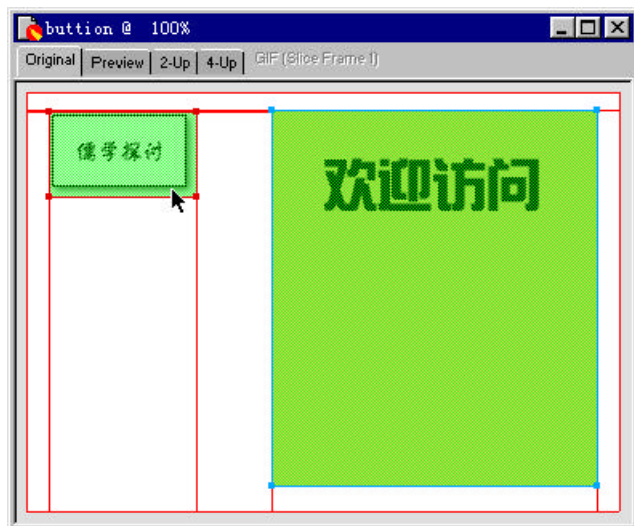 buttion @ 100%
Original Preview 2-Up 4-Up GIF (Slice Frame 1)
儒学探讨
欢迎访问